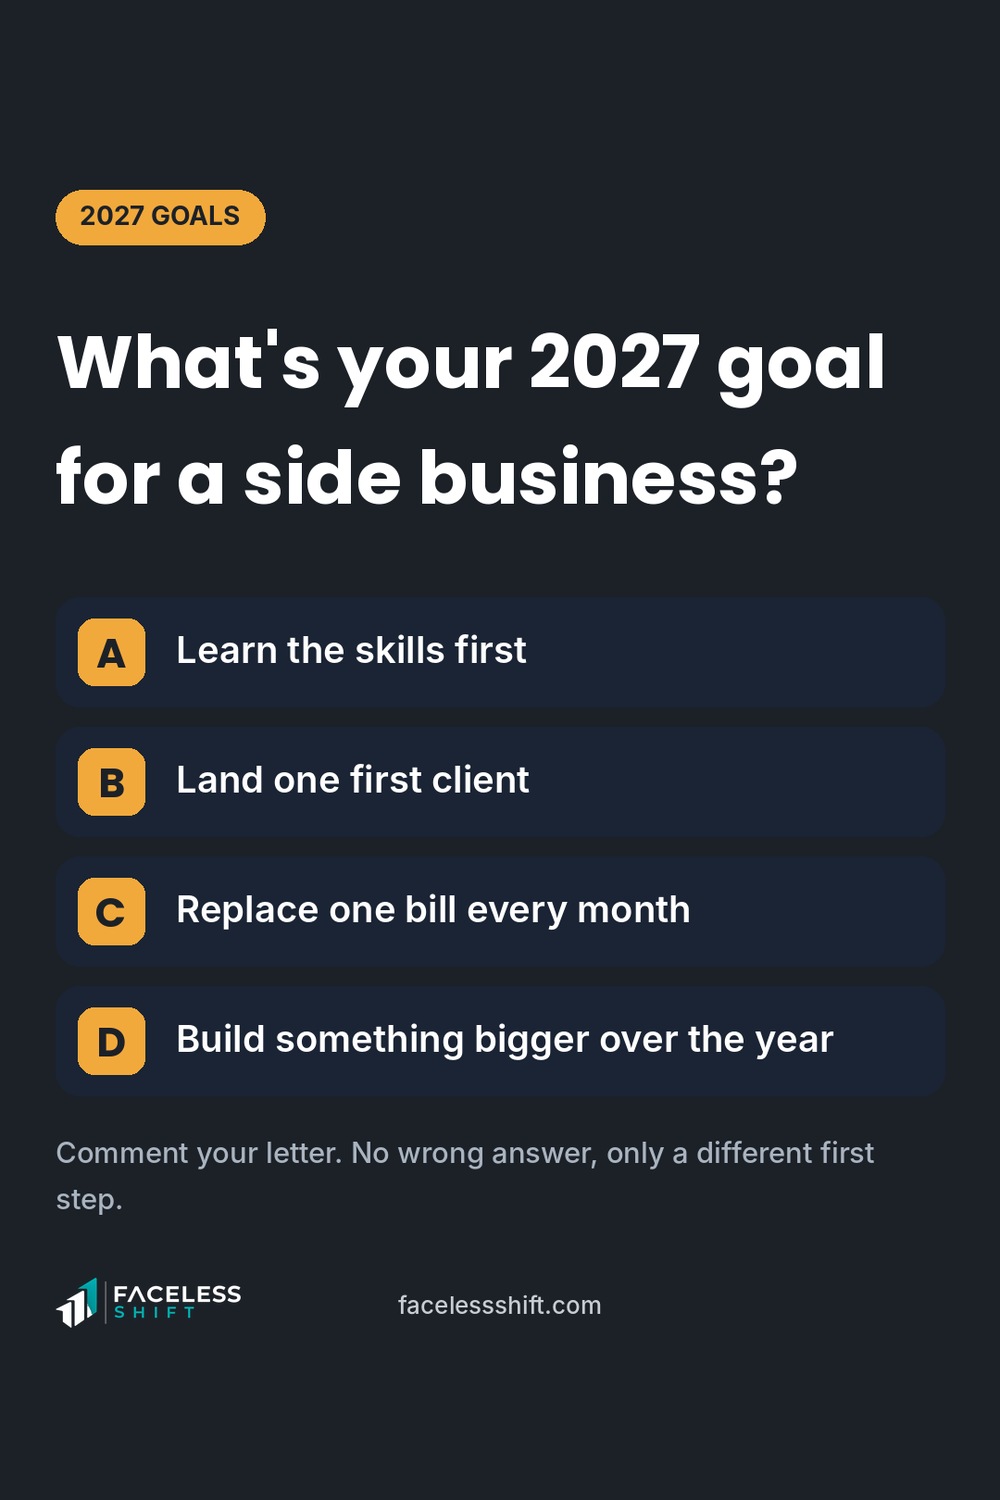 2027 GOALS
What's your 2027 goal
for a side business?
A Learn the skills first
B Land one first client
C Replace one bill every month
D Build something bigger over the year
Comment your letter. No wrong answer, only a different first
step.
FACELESS
SHIFT
facelessshift.com